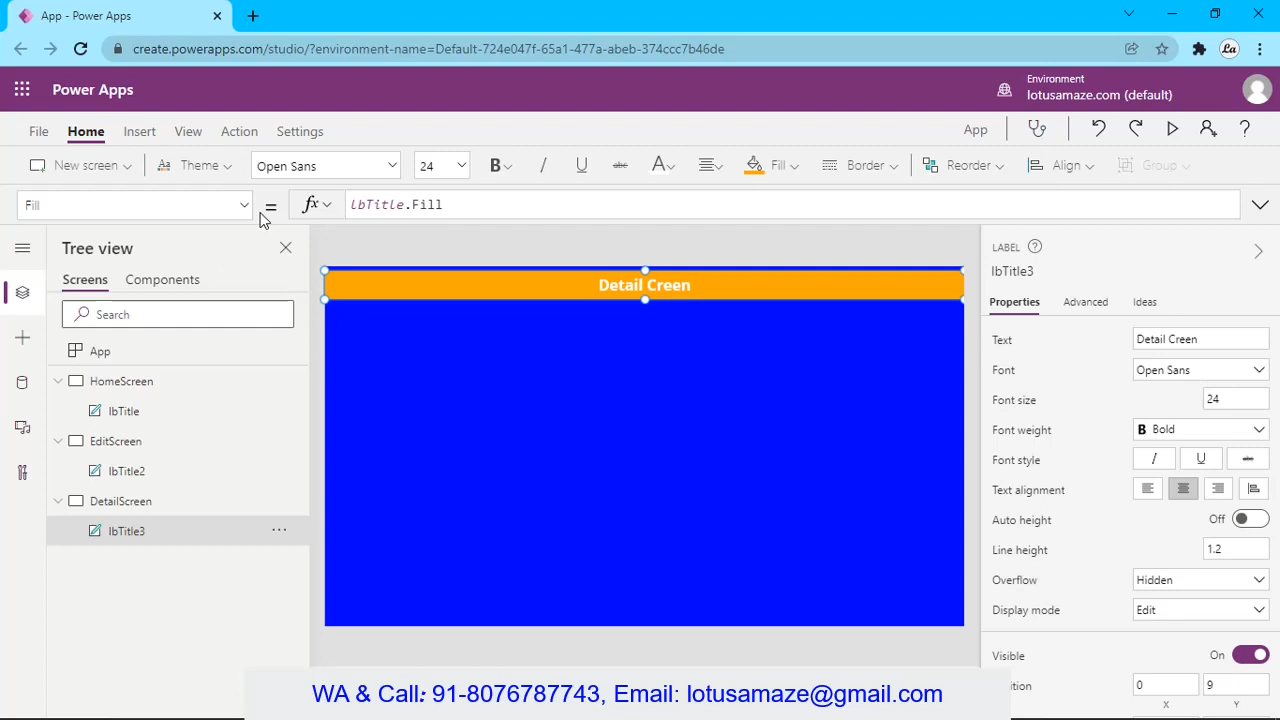 App - Power Apps
create.powerapps.com/studio/?environment-name=Default-724e047f-65a1-477a-abeb-374ccc7b46de
La
Power Apps
Environment
lotusamaze.com (default)
File Home Insert View Action Settings App
New screen Theme Open Sans 24 B / U abc A Fill Border Reorder Align Group
Fill = fx lbTitle.Fill
Tree view
Screens Components
Search
App
HomeScreen
lbTitle
EditScreen
lbTitle2
DetailScreen
lbTitle3
Detail Creen
LABEL
lbTitle3
Properties Advanced Ideas
Text Detail Creen
Font Open Sans
Font size 24
Font weight B Bold
Font style / U abc
Text alignment
Auto height Off
Line height 1.2
Overflow Hidden
Display mode Edit
Visible On
Position 0 9
X Y
WA & Call: 91-8076787743, Email: lotusamaze@gmail.com